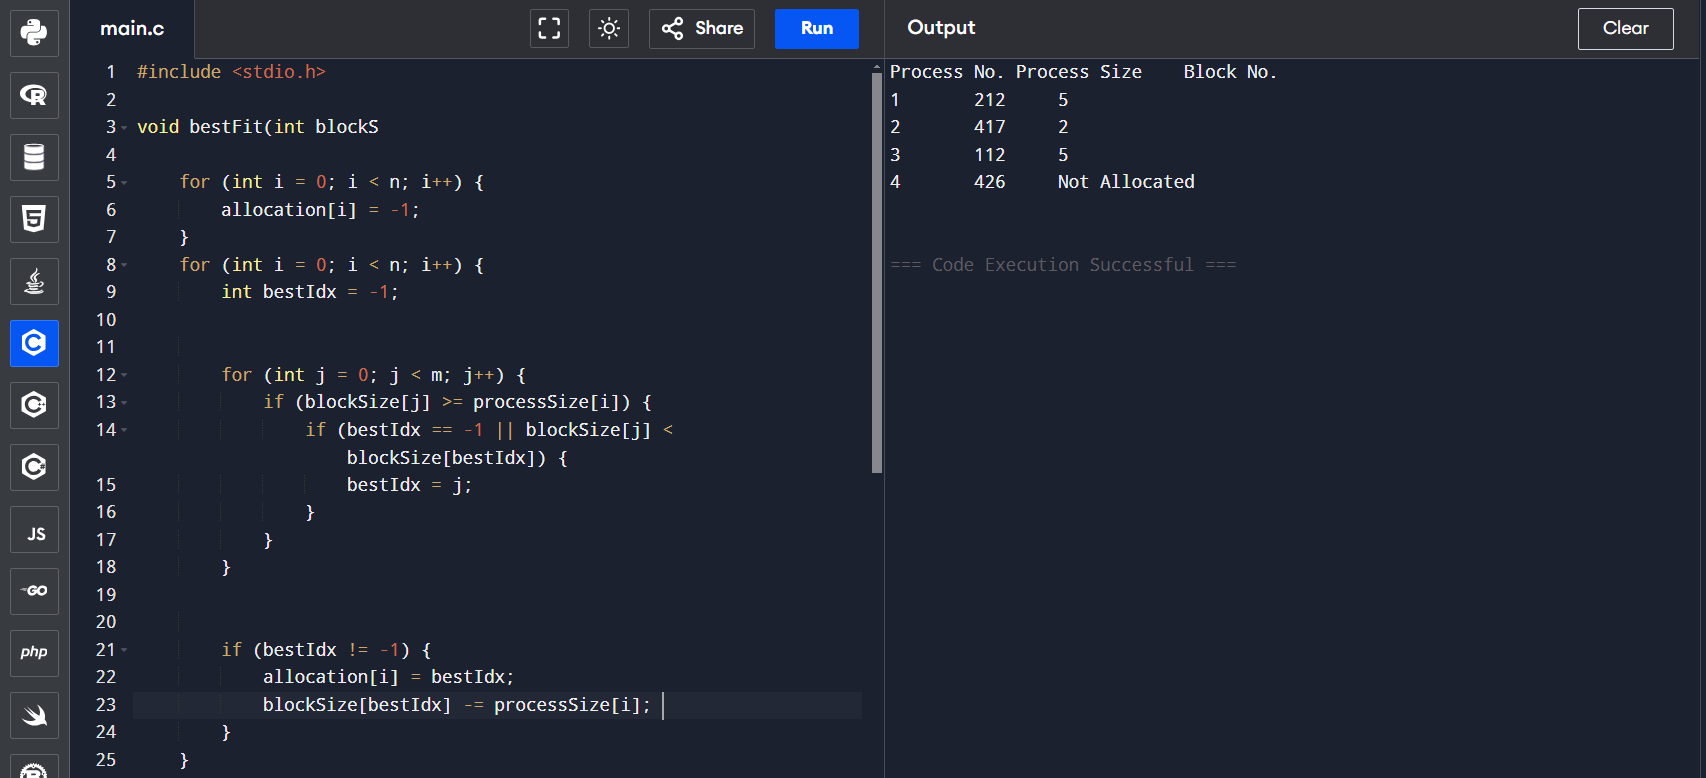 main.c
Share
Run
Output
Clear
1 #include <stdio.h>
2
3 void bestFit(int blockS
4
5     for (int i = 0; i < n; i++) {
6         allocation[i] = -1;
7     }
8     for (int i = 0; i < n; i++) {
9         int bestIdx = -1;
10
11
12         for (int j = 0; j < m; j++) {
13             if (blockSize[j] >= processSize[i]) {
14                 if (bestIdx == -1 || blockSize[j] <
                    blockSize[bestIdx]) {
15                     bestIdx = j;
16                 }
17             }
18         }
19
20
21         if (bestIdx != -1) {
22             allocation[i] = bestIdx;
23             blockSize[bestIdx] -= processSize[i];
24         }
25     }
Process No. Process Size    Block No.
1       212     5
2       417     2
3       112     5
4       426     Not Allocated
=== Code Execution Successful ===
R
5
C
C
C
JS
GO
php
R